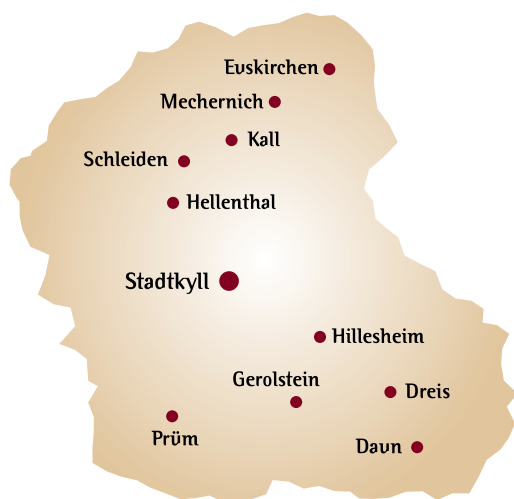 Euskirchen
Mechernich
Kall
Schleiden
Hellenthal
Stadtkyll
Hillesheim
Gerolstein
Dreis
Prüm
Daun